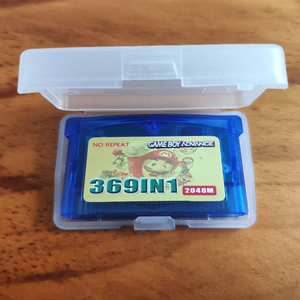 NO REPEAT GAME BOY ADVANCE
369IN1
2048M